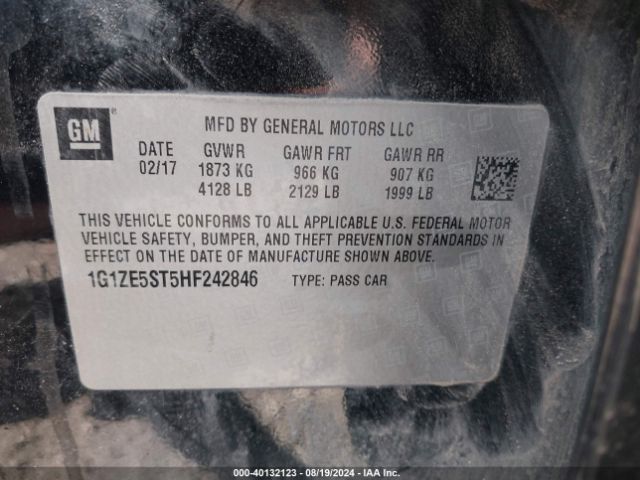 GM
MFD BY GENERAL MOTORS LLC
DATE GVWR GAWR FRT GAWR RR
02/17 1873 KG 966 KG 907 KG
4128 LB 2129 LB 1999 LB
THIS VEHICLE CONFORMS TO ALL APPLICABLE U.S. FEDERAL MOTOR
VEHICLE SAFETY, BUMPER, AND THEFT PREVENTION STANDARDS IN
EFFECT ON THE DATE OF MANUFACTURE SHOWN ABOVE.
1G1ZE5ST5HF242846 TYPE: PASS CAR
000-40132123 - 08/19/2024 - IAA Inc.